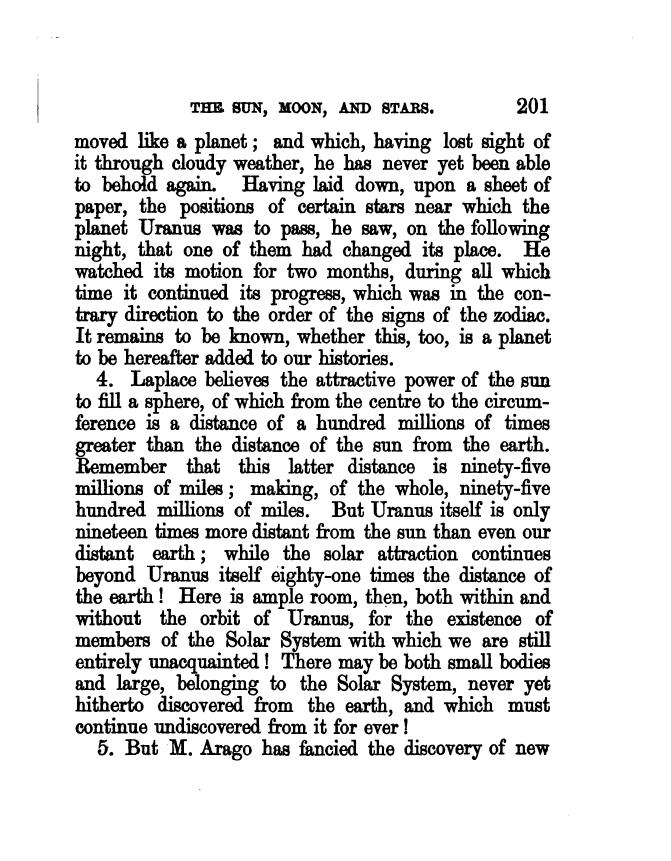 THE SUN, MOON, AND STARS. 201
moved like a planet; and which, having lost sight of
it through cloudy weather, he has never yet been able
to behold again. Having laid down, upon a sheet of
paper, the positions of certain stars near which the
planet Uranus was to pass, he saw, on the following
night, that one of them had changed its place. He
watched its motion for two months, during all which
time it continued its progress, which was in the con-
trary direction to the order of the signs of the zodiac.
It remains to be known, whether this, too, is a planet
to be hereafter added to our histories.
4. Laplace believes the attractive power of the sun
to fill a sphere, of which from the centre to the circum-
ference is a distance of a hundred millions of times
greater than the distance of the sun from the earth.
Remember that this latter distance is ninety-five
millions of miles; making, of the whole, ninety-five
hundred millions of miles. But Uranus itself is only
nineteen times more distant from the sun than even our
distant earth; while the solar attraction continues
beyond Uranus itself eighty-one times the distance of
the earth! Here is ample room, then, both within and
without the orbit of Uranus, for the existence of
members of the Solar System with which we are still
entirely unacquainted! There may be both small bodies
and large, belonging to the Solar System, never yet
hitherto discovered from the earth, and which must
continue undiscovered from it for ever!
5. But M. Arago has fancied the discovery of new